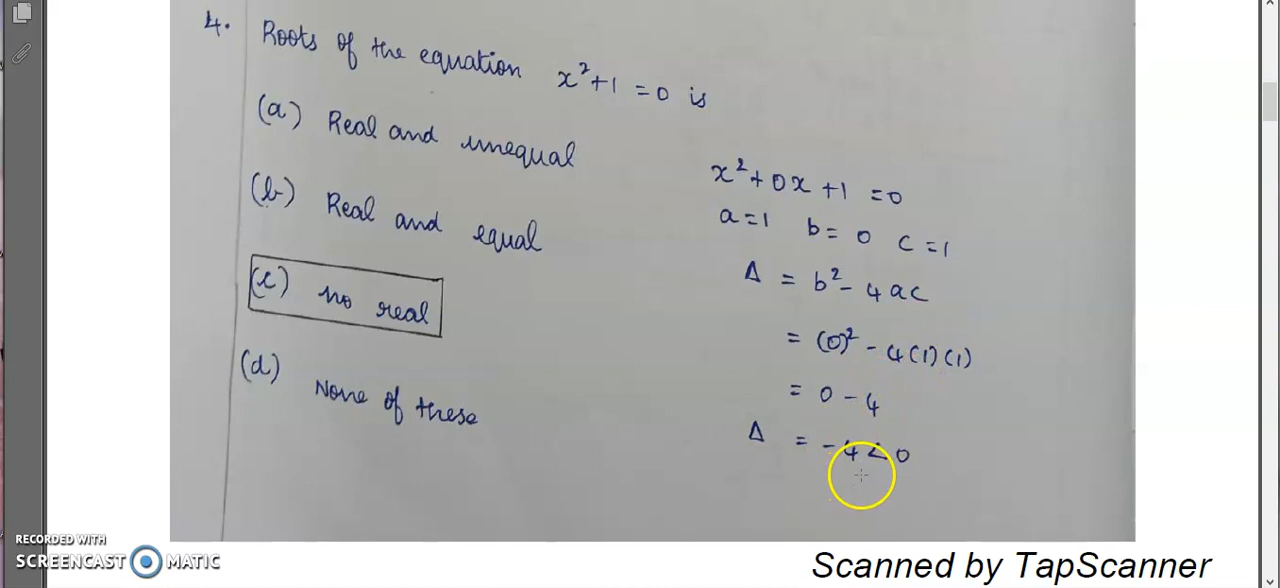 4. Roots of the equation x²+1 = 0 is
(a) Real and unequal
(b) Real and equal
(c) no real
(d) None of these
x² + 0x + 1 = 0
a = 1 b = 0 c = 1
Δ = b² - 4ac
= (0)² - 4(1)(1)
= 0 - 4
Δ = -4 < 0
RECORDED WITH
SCREENCAST MATIC
Scanned by TapScanner